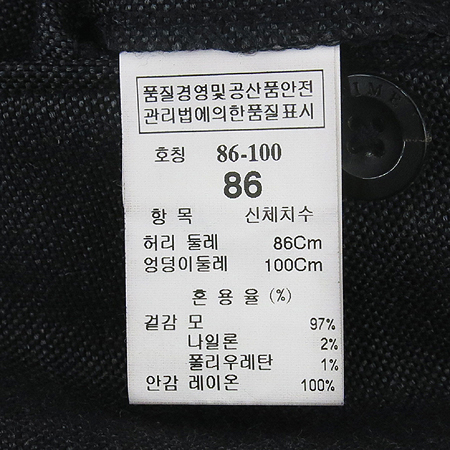 품질경영및 공산품안전
관리법에의한품질표시
호칭 86-100
86
항 목 신체치수
허리 둘레 86Cm
엉덩이둘레 100Cm
혼 용 율 (%)
겉감 모 97%
나일론 2%
폴리우레탄 1%
안감 레이온 100%